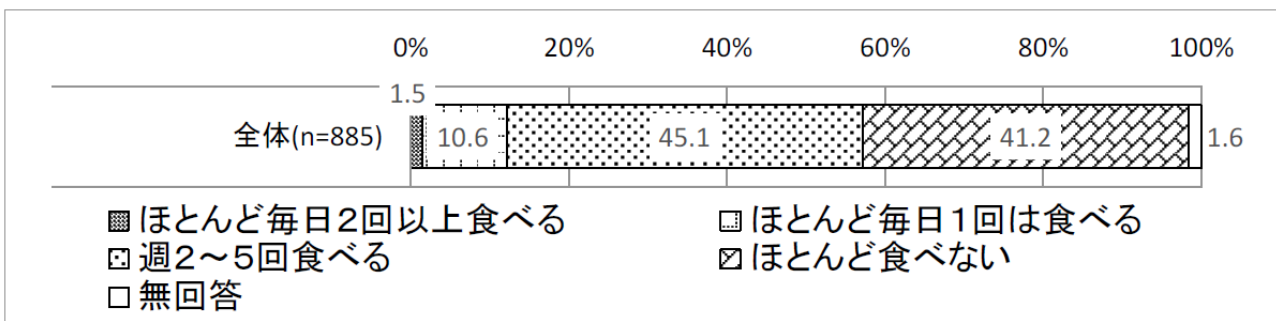 0% 20% 40% 60% 80% 100%
1.5
全体(n=885) 10.6 45.1 41.2 1.6
ほとんど毎日2回以上食べる ほとんど毎日1回は食べる
週2～5回食べる ほとんど食べない
無回答